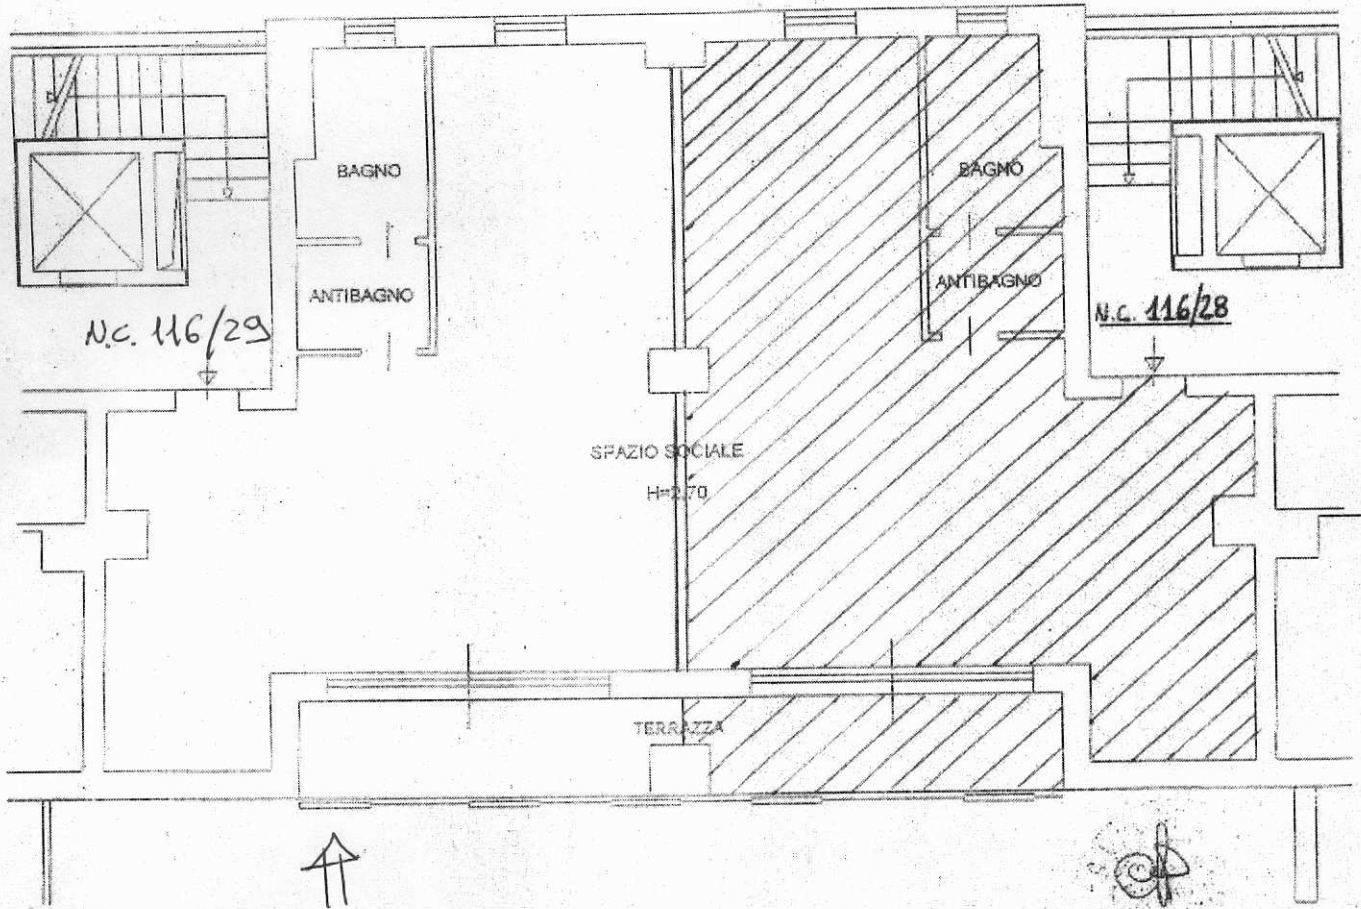 BAGNO
BAGNO
ANTIBAGNO
ANTIBAGNO
N.C. 116/29
N.C. 116/28
SPAZIO SOCIALE
H=2,70
TERRAZZA